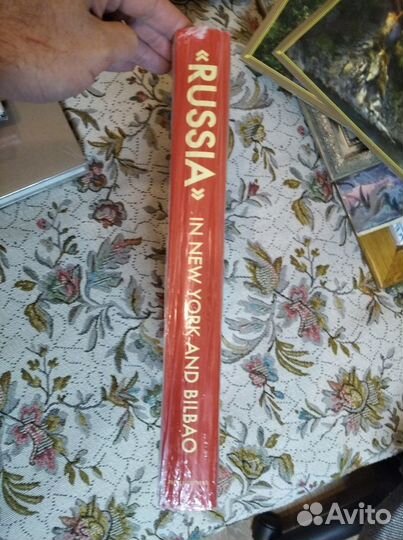 «RUSSIA»
IN NEW YORK AND BILBAO
Avito